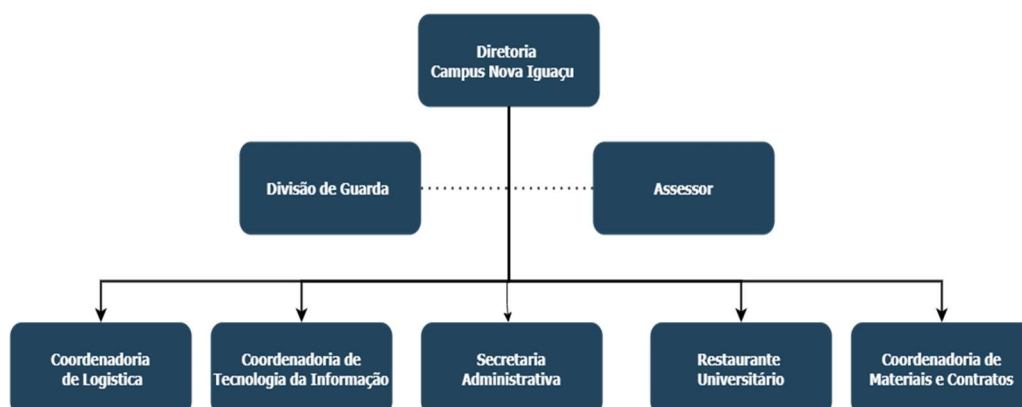 Diretoria
Campus Nova Iguaçu
Divisão de Guarda
Assessor
Coordenadoria
de Logística
Coordenadoria de
Tecnologia da Informação
Secretaria
Administrativa
Restaurante
Universitário
Coordenadoria de
Materiais e Contratos